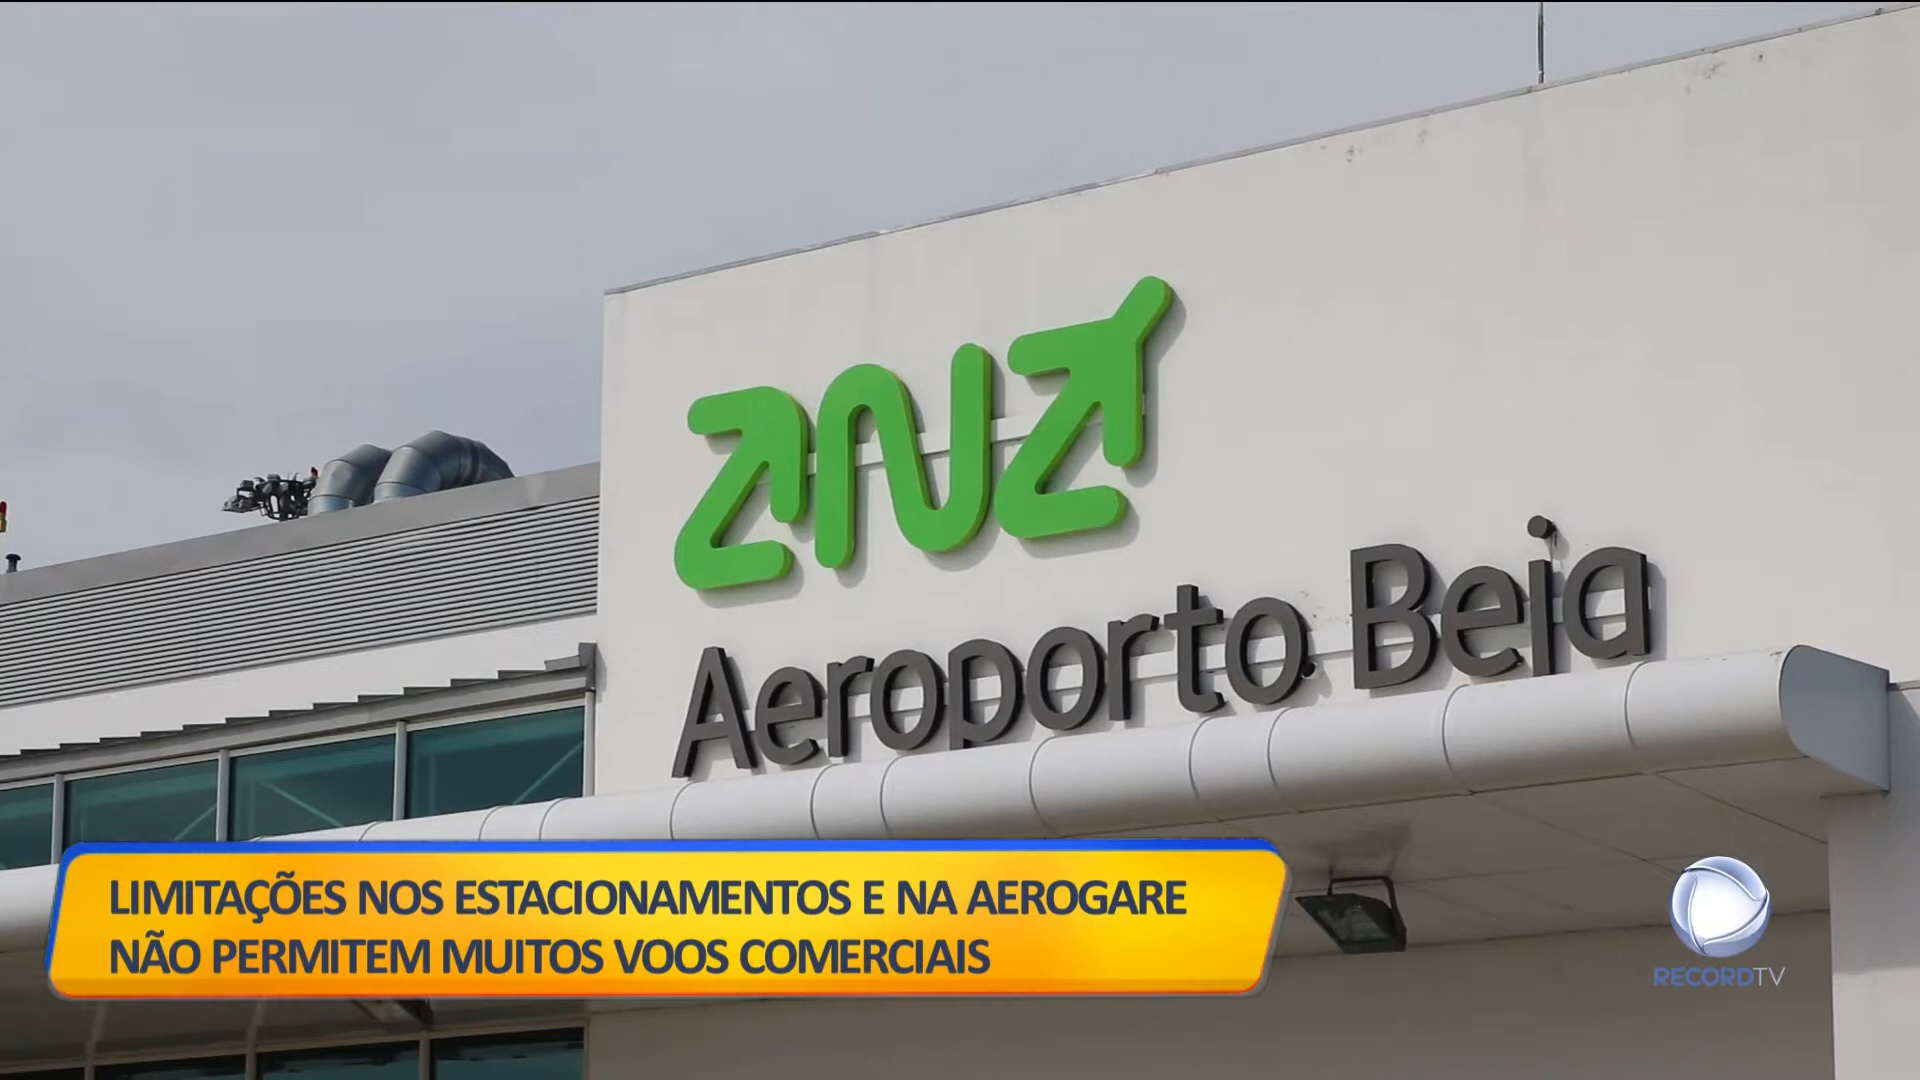 ANA
Aeroporto Beja
LIMITAÇÕES NOS ESTACIONAMENTOS E NA AEROGARE
NÃO PERMITEM MUITOS VOOS COMERCIAIS
RECORDTV